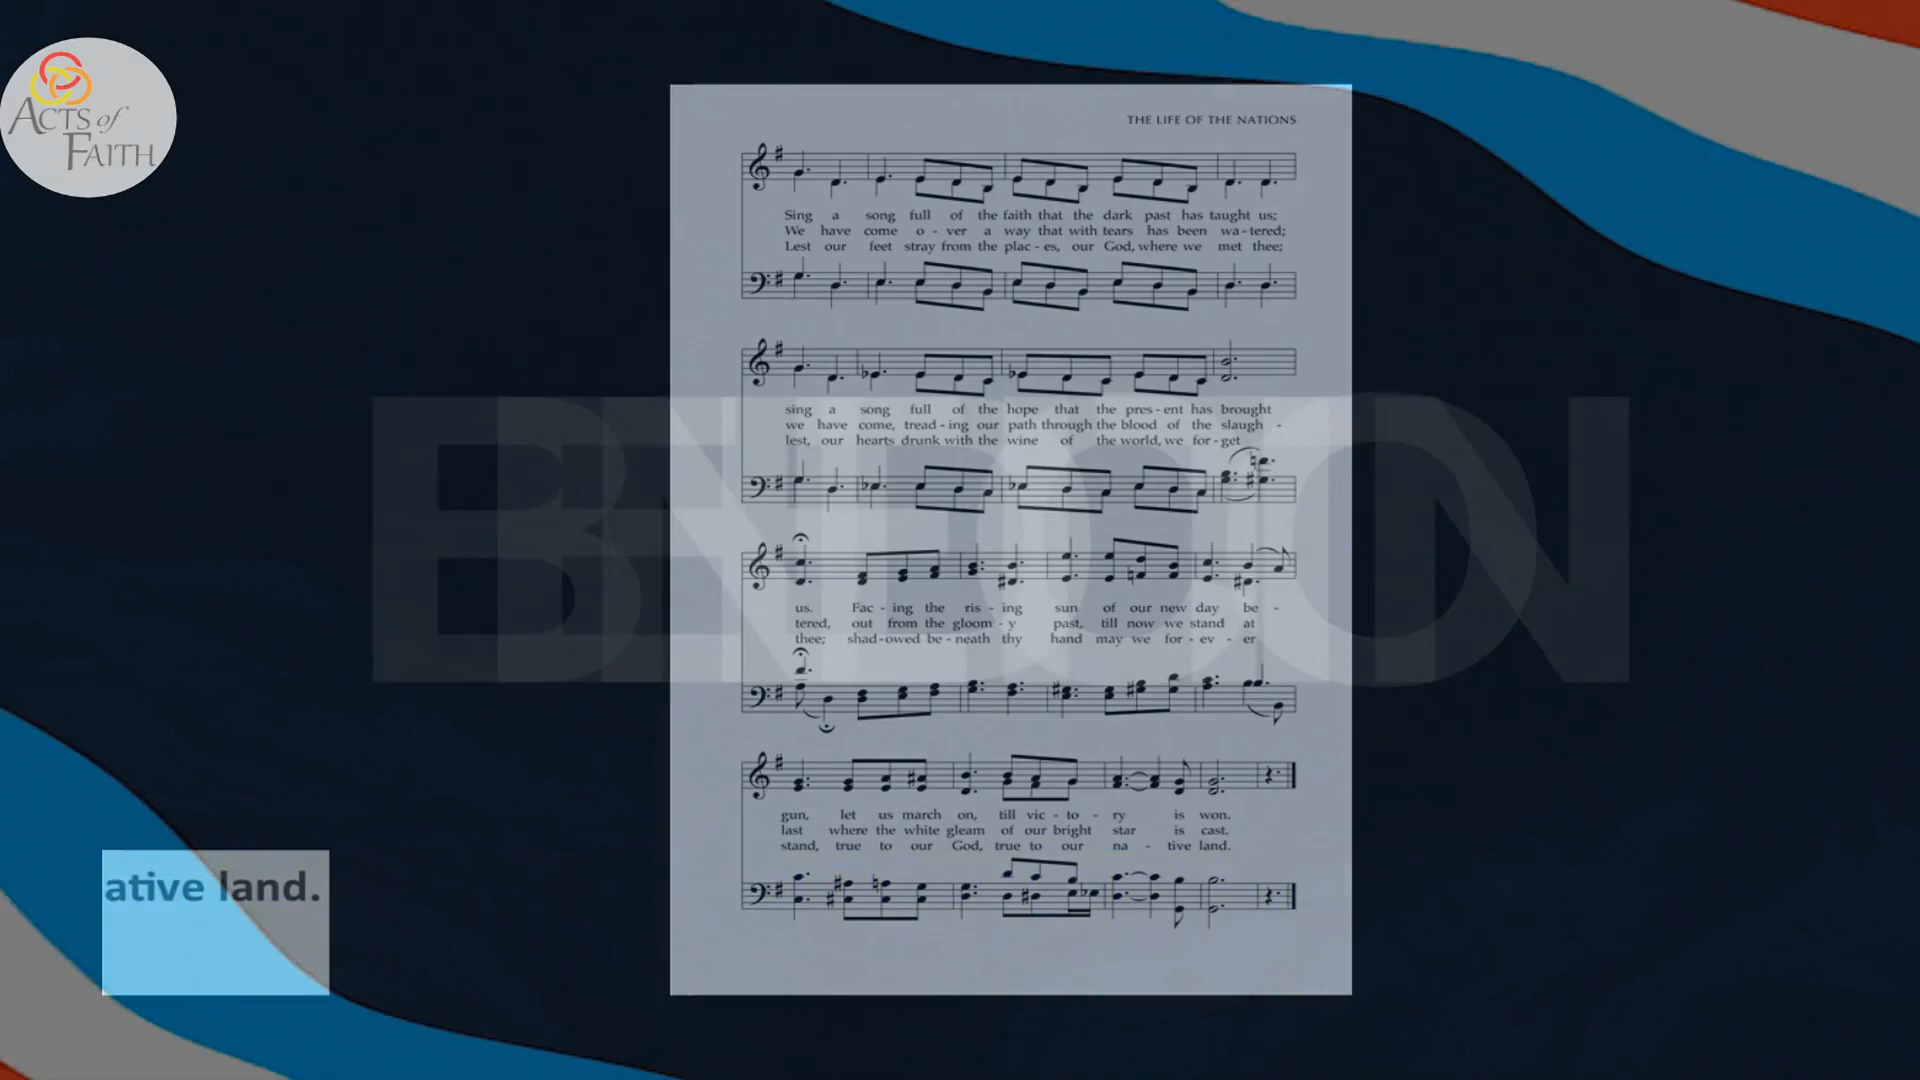 ACTS of
FAITH
THE LIFE OF THE NATIONS
Sing a song full of the faith that the dark past has taught us;
We have come o - ver a way that with tears has been wa - tered;
Lest our feet stray from the plac - es, our God, where we met thee;
sing a song full of the hope that the pres - ent has brought
we have come, tread - ing our path through the blood of the slaugh -
lest, our hearts drunk with the wine of the world, we for - get
us. Fac - ing the ris - ing sun of our new day be -
tered, out from the gloom - y past, till now we stand at
thee; shad - owed be - neath thy hand may we for - ev - er
gun, let us march on, till vic - to - ry is won.
last where the white gleam of our bright star is cast.
stand, true to our God, true to our na - tive land.
ative land.